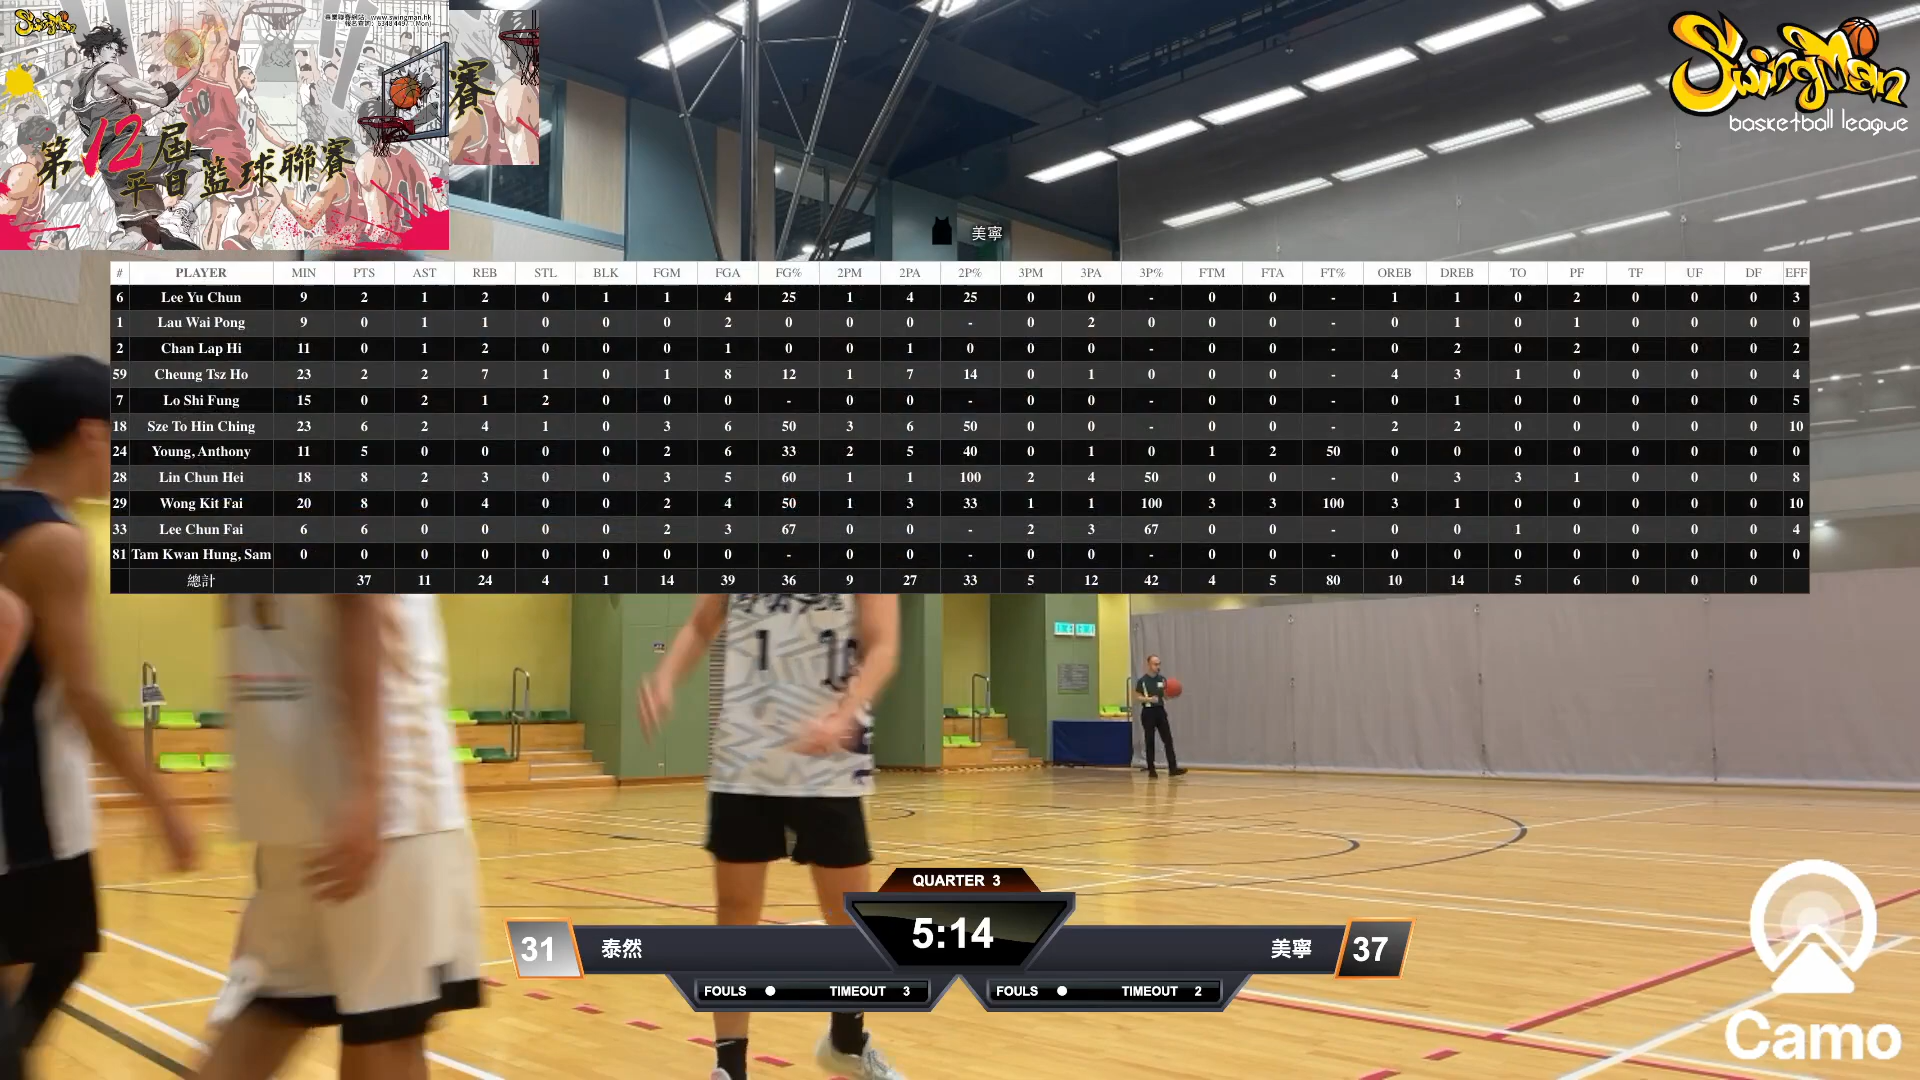 SwingMan
專業聯賽網站: www.swingman.hk
報名查詢: 6348 4497 (Mon)
第12屆
平日籃球聯賽
賽
SwingMan
basketball league
美寧
# PLAYER MIN PTS AST REB STL BLK FGM FGA FG% 2PM 2PA 2P% 3PM 3PA 3P% FTM FTA FT% OREB DREB TO PF TF UF DF EFF
6 Lee Yu Chun 9 2 1 2 0 1 1 4 25 1 4 25 0 0 - 0 0 - 1 1 0 2 0 0 0 3
1 Lau Wai Pong 9 0 1 1 0 0 0 2 0 0 0 - 0 2 0 0 0 - 0 1 0 1 0 0 0 0
2 Chan Lap Hi 11 0 1 2 0 0 0 1 0 0 1 0 0 0 - 0 0 - 0 2 0 2 0 0 0 2
59 Cheung Tsz Ho 23 2 2 7 1 0 1 8 12 1 7 14 0 1 0 0 0 - 4 3 1 0 0 0 0 4
7 Lo Shi Fung 15 0 2 1 2 0 0 0 - 0 0 - 0 0 - 0 0 - 0 1 0 0 0 0 0 5
18 Sze To Hin Ching 23 6 2 4 1 0 3 6 50 3 6 50 0 0 - 0 0 - 2 2 0 0 0 0 0 10
24 Young, Anthony 11 5 0 0 0 0 2 6 33 2 5 40 0 1 0 1 2 50 0 0 0 0 0 0 0 0
28 Lin Chun Hei 18 8 2 3 0 0 3 5 60 1 1 100 2 4 50 0 0 - 0 3 3 1 0 0 0 8
29 Wong Kit Fai 20 8 0 4 0 0 2 4 50 1 3 33 1 1 100 3 3 100 3 1 0 0 0 0 0 10
33 Lee Chun Fai 6 6 0 0 0 0 2 3 67 0 0 - 2 3 67 0 0 - 0 0 1 0 0 0 0 4
81 Tam Kwan Hung, Sam 0 0 0 0 0 0 0 0 - 0 0 - 0 0 - 0 0 - 0 0 0 0 0 0 0 0
總計 37 11 24 4 1 14 39 36 9 27 33 5 12 42 4 5 80 10 14 5 6 0 0 0
1
QUARTER 3
5:14
31 泰然
美寧 37
FOULS TIMEOUT 3
FOULS TIMEOUT 2
Camo